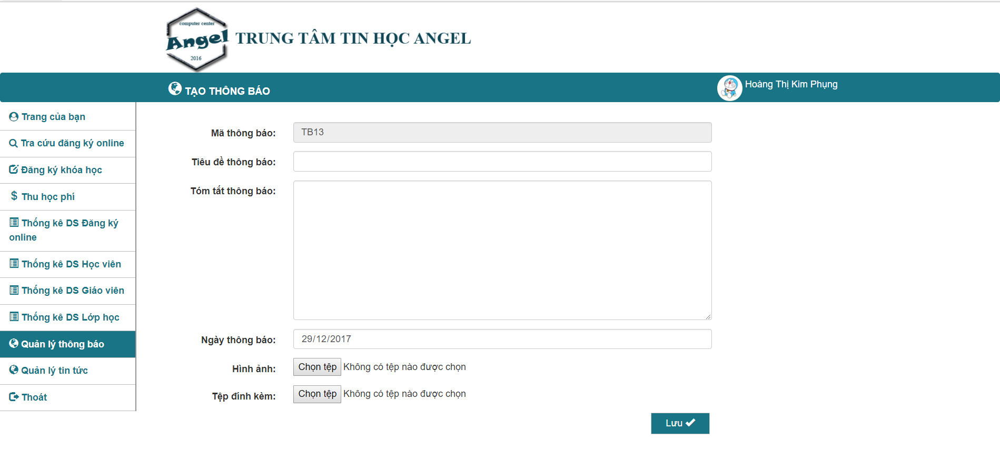 computer center
Angel
2016
TRUNG TÂM TIN HỌC ANGEL
TẠO THÔNG BÁO
Hoàng Thị Kim Phụng
Trang của bạn
Tra cứu đăng ký online
Đăng ký khóa học
$ Thu học phí
Thống kê DS Đăng ký
online
Thống kê DS Học viên
Thống kê DS Giáo viên
Thống kê DS Lớp học
Quản lý thông báo
Quản lý tin tức
Thoát
Mã thông báo: TB13
Tiêu đề thông báo:
Tóm tắt thông báo:
Ngày thông báo: 29/12/2017
Hình ảnh: Chọn tệp Không có tệp nào được chọn
Tệp đính kèm: Chọn tệp Không có tệp nào được chọn
Lưu